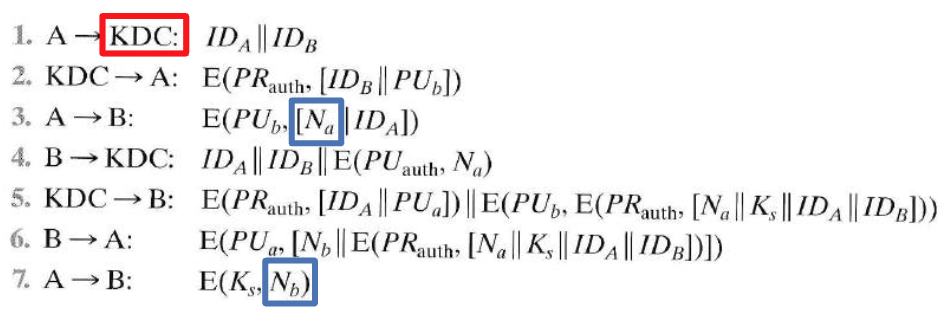 1. A → KDC: ID_A || ID_B
2. KDC → A: E(PR_auth, [ID_B || PU_b])
3. A → B: E(PU_b, [N_a || ID_A])
4. B → KDC: ID_A || ID_B || E(PU_auth, N_a)
5. KDC → B: E(PR_auth, [ID_A || PU_a]) || E(PU_b, E(PR_auth, [N_a || K_s || ID_A || ID_B]))
6. B → A: E(PU_a, [N_b || E(PR_auth, [N_a || K_s || ID_A || ID_B])])
7. A → B: E(K_s, N_b)